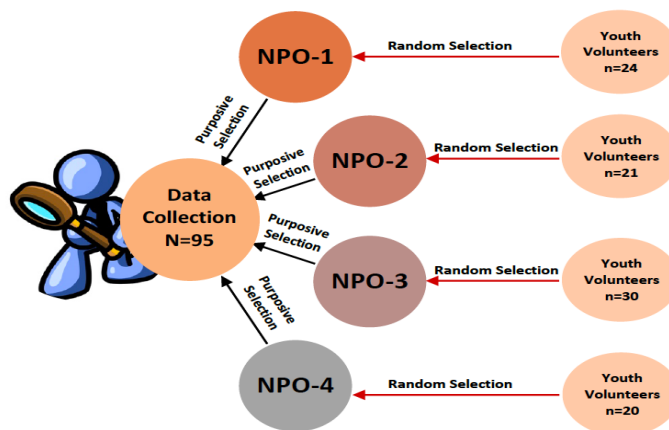 NPO-1
Random Selection
Youth
Volunteers
n=24
Purposive
Selection
NPO-2
Random Selection
Youth
Volunteers
n=21
Purposive
Selection
Data
Collection
N=95
Purposive
Selection
NPO-3
Random Selection
Youth
Volunteers
n=30
Purposive
Selection
NPO-4
Random Selection
Youth
Volunteers
n=20